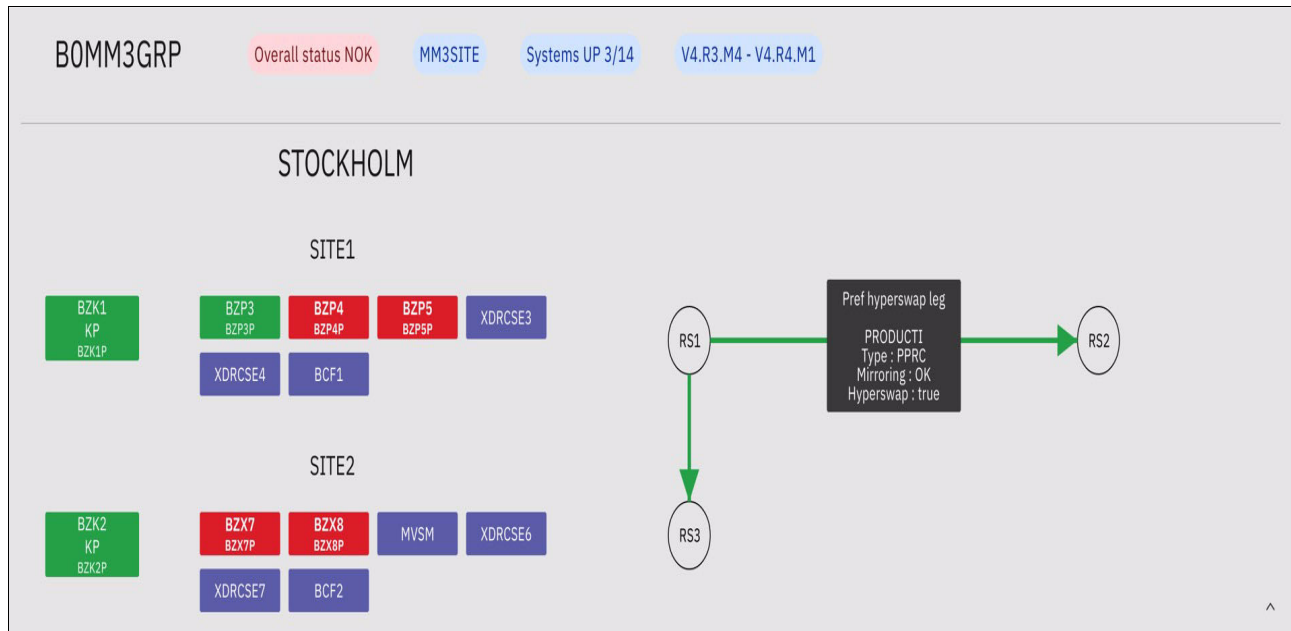 B0MM3GRP
Overall status NOK
MM3SITE
Systems UP 3/14
V4.R3.M4 - V4.R4.M1
STOCKHOLM
SITE1
BZK1
KP
BZK1P
BZP3
BZP3P
BZP4
BZP4P
BZP5
BZP5P
XDRCSE3
XDRCSE4
BCF1
SITE2
BZK2
KP
BZK2P
BZX7
BZX7P
BZX8
BZX8P
MVSM
XDRCSE6
XDRCSE7
BCF2
RS1
Pref hyperswap leg
PRODUCTI
Type : PPRC
Mirroring : OK
Hyperswap : true
RS2
RS3